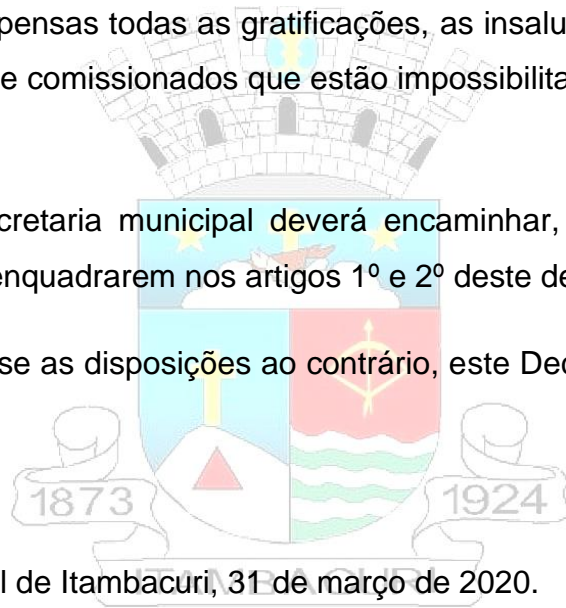 pensas todas as gratificações, as insalu
e comissionados que estão impossibilita
cretaria municipal deverá encaminhar,
enquadrarem nos artigos 1º e 2º deste de
se as disposições ao contrário, este Dec
1873
1924
l de Itambacuri, 31 de março de 2020.
ITAMBACURI